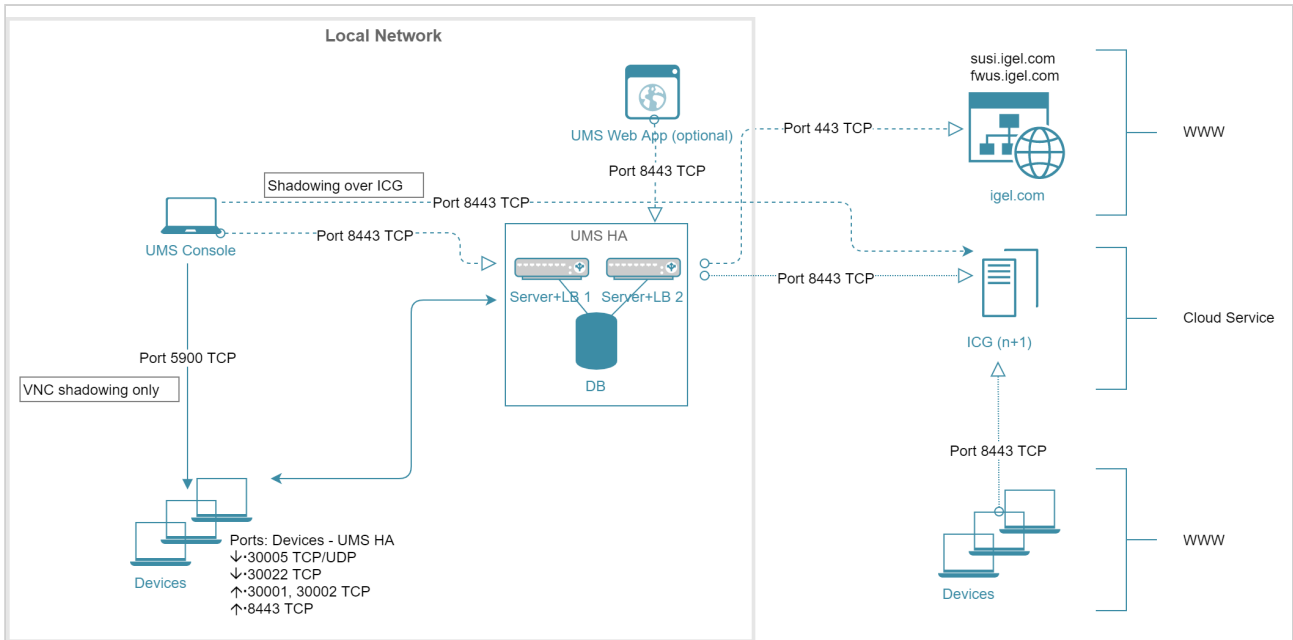 Local Network
susi.igel.com
fwus.igel.com
UMS Web App (optional)
Port 443 TCP
WWW
Port 8443 TCP
igel.com
Shadowing over ICG
Port 8443 TCP
UMS Console
Port 8443 TCP
UMS HA
Port 8443 TCP
Server+LB 1
Server+LB 2
Cloud Service
ICG (n+1)
Port 5900 TCP
DB
VNC shadowing only
Port 8443 TCP
Ports: Devices - UMS HA
↓·30005 TCP/UDP
↓·30022 TCP
↑·30001, 30002 TCP
↑·8443 TCP
Devices
WWW
Devices